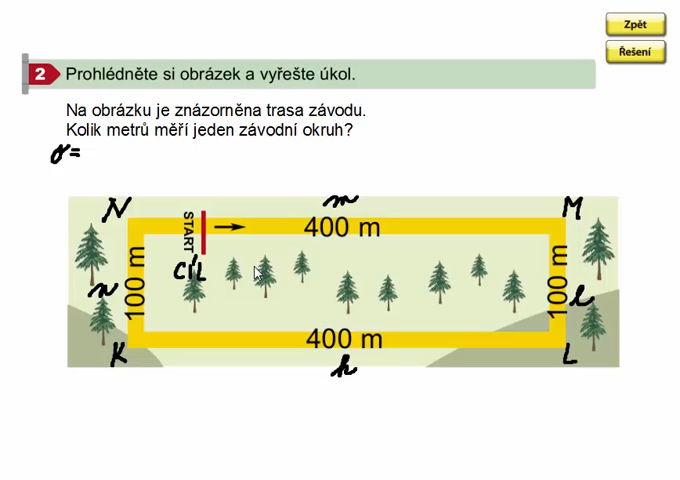 Zpět
Řešení
2 Prohlédněte si obrázek a vyřešte úkol.
Na obrázku je znázorněna trasa závodu.
Kolik metrů měří jeden závodní okruh?
σ=
m
N
START
400 m
M
CÍL
n
100 m
100 m
l
K
400 m
L
k